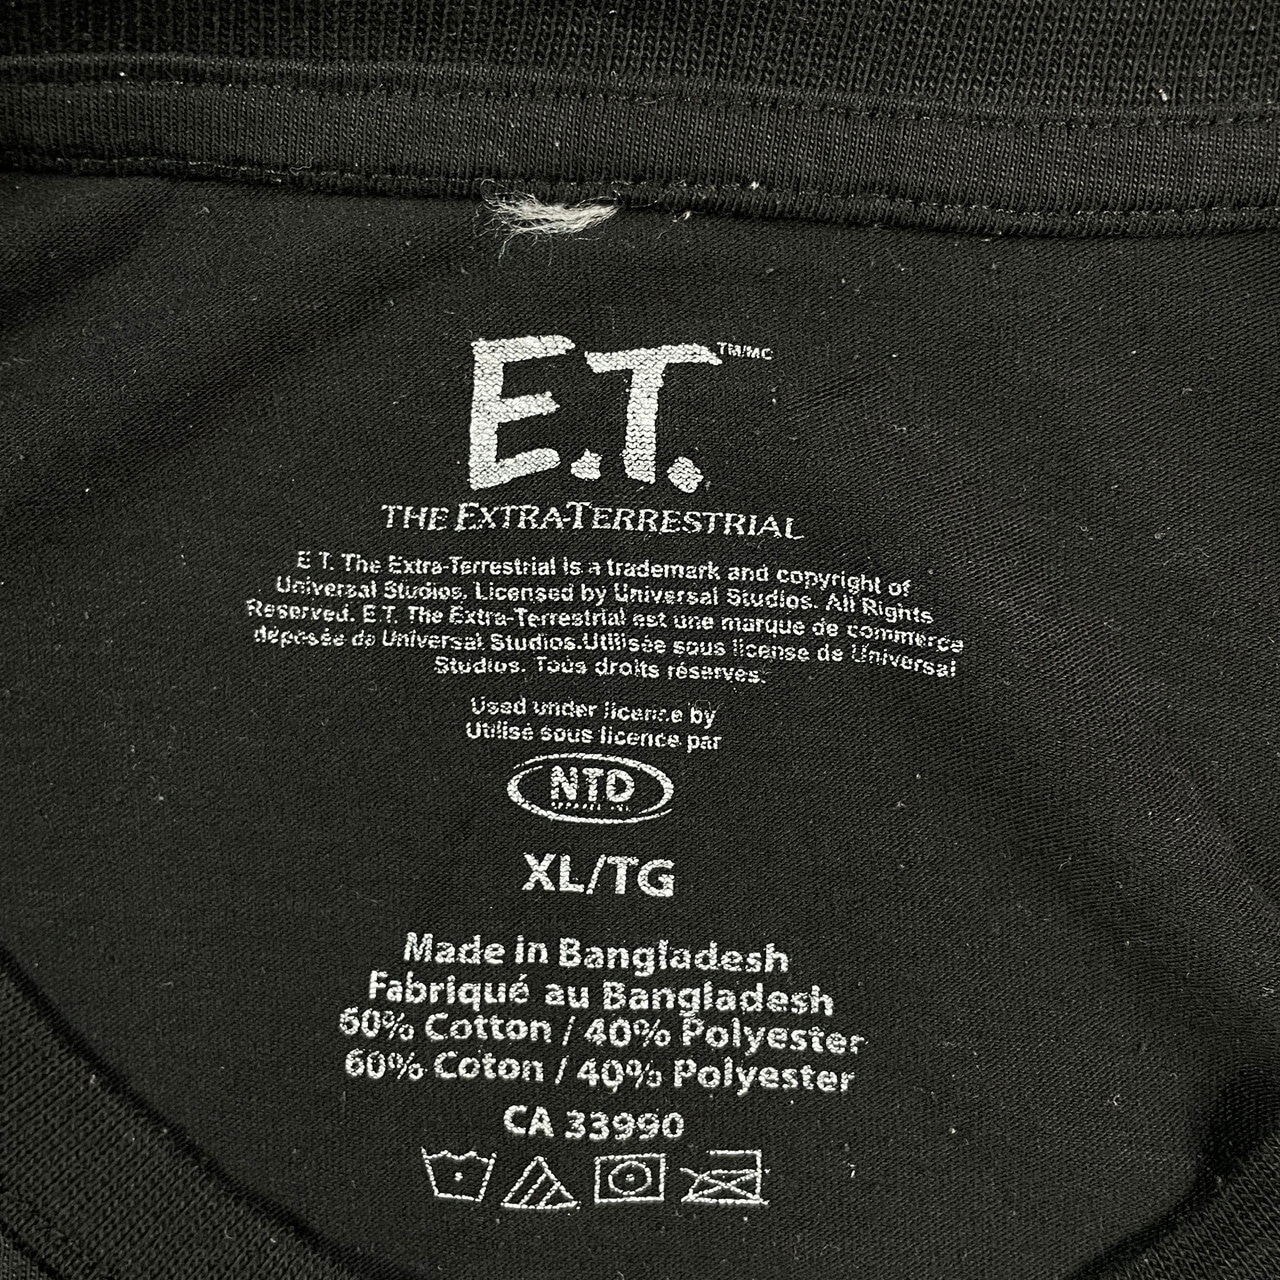 E.T. TM/MC
THE EXTRA-TERRESTRIAL
E.T. The Extra-Terrestrial is a trademark and copyright of
Universal Studios. Licensed by Universal Studios. All Rights
Reserved. E.T. The Extra-Terrestrial est une marque de commerce
déposée de Universal Studios.Utilisée sous license de Universal
Studios. Tous droits réservés.
Used under licence by
Utilisé sous licence par
NTD
APPAREL INC.
XL/TG
Made in Bangladesh
Fabriqué au Bangladesh
60% Cotton / 40% Polyester
60% Coton / 40% Polyester
CA 33990